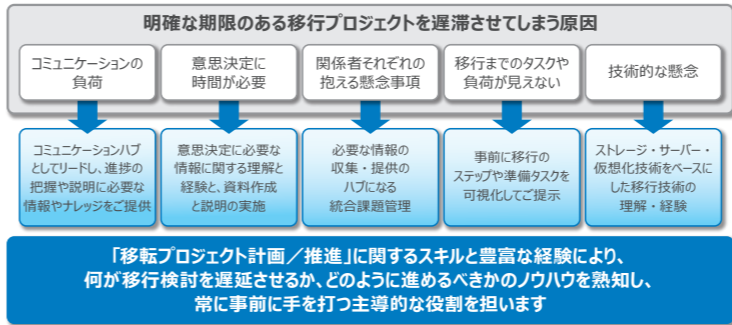 明確な期限のある移行プロジェクトを遅滞させてしまう原因
コミュニケーションの
負荷
意思決定に
時間が必要
関係者それぞれの
抱える懸念事項
移行までのタスクや
負荷が見えない
技術的な懸念
コミュニケーションハブ
としてリードし、進捗の
把握や説明に必要な
情報やナレッジをご提供
意思決定に必要な
情報に関する理解と
経験と、資料作成
と説明の実施
必要な情報の
収集・提供の
ハブになる
統合課題管理
事前に移行の
ステップや準備タスクを
可視化してご提示
ストレージ・サーバー・
仮想化技術をベースに
した移行技術の
理解・経験
「移転プロジェクト計画／推進」に関するスキルと豊富な経験により、
何が移行検討を遅延させるか、どのように進めるべきかのノウハウを熟知し、
常に事前に手を打つ主導的な役割を担います